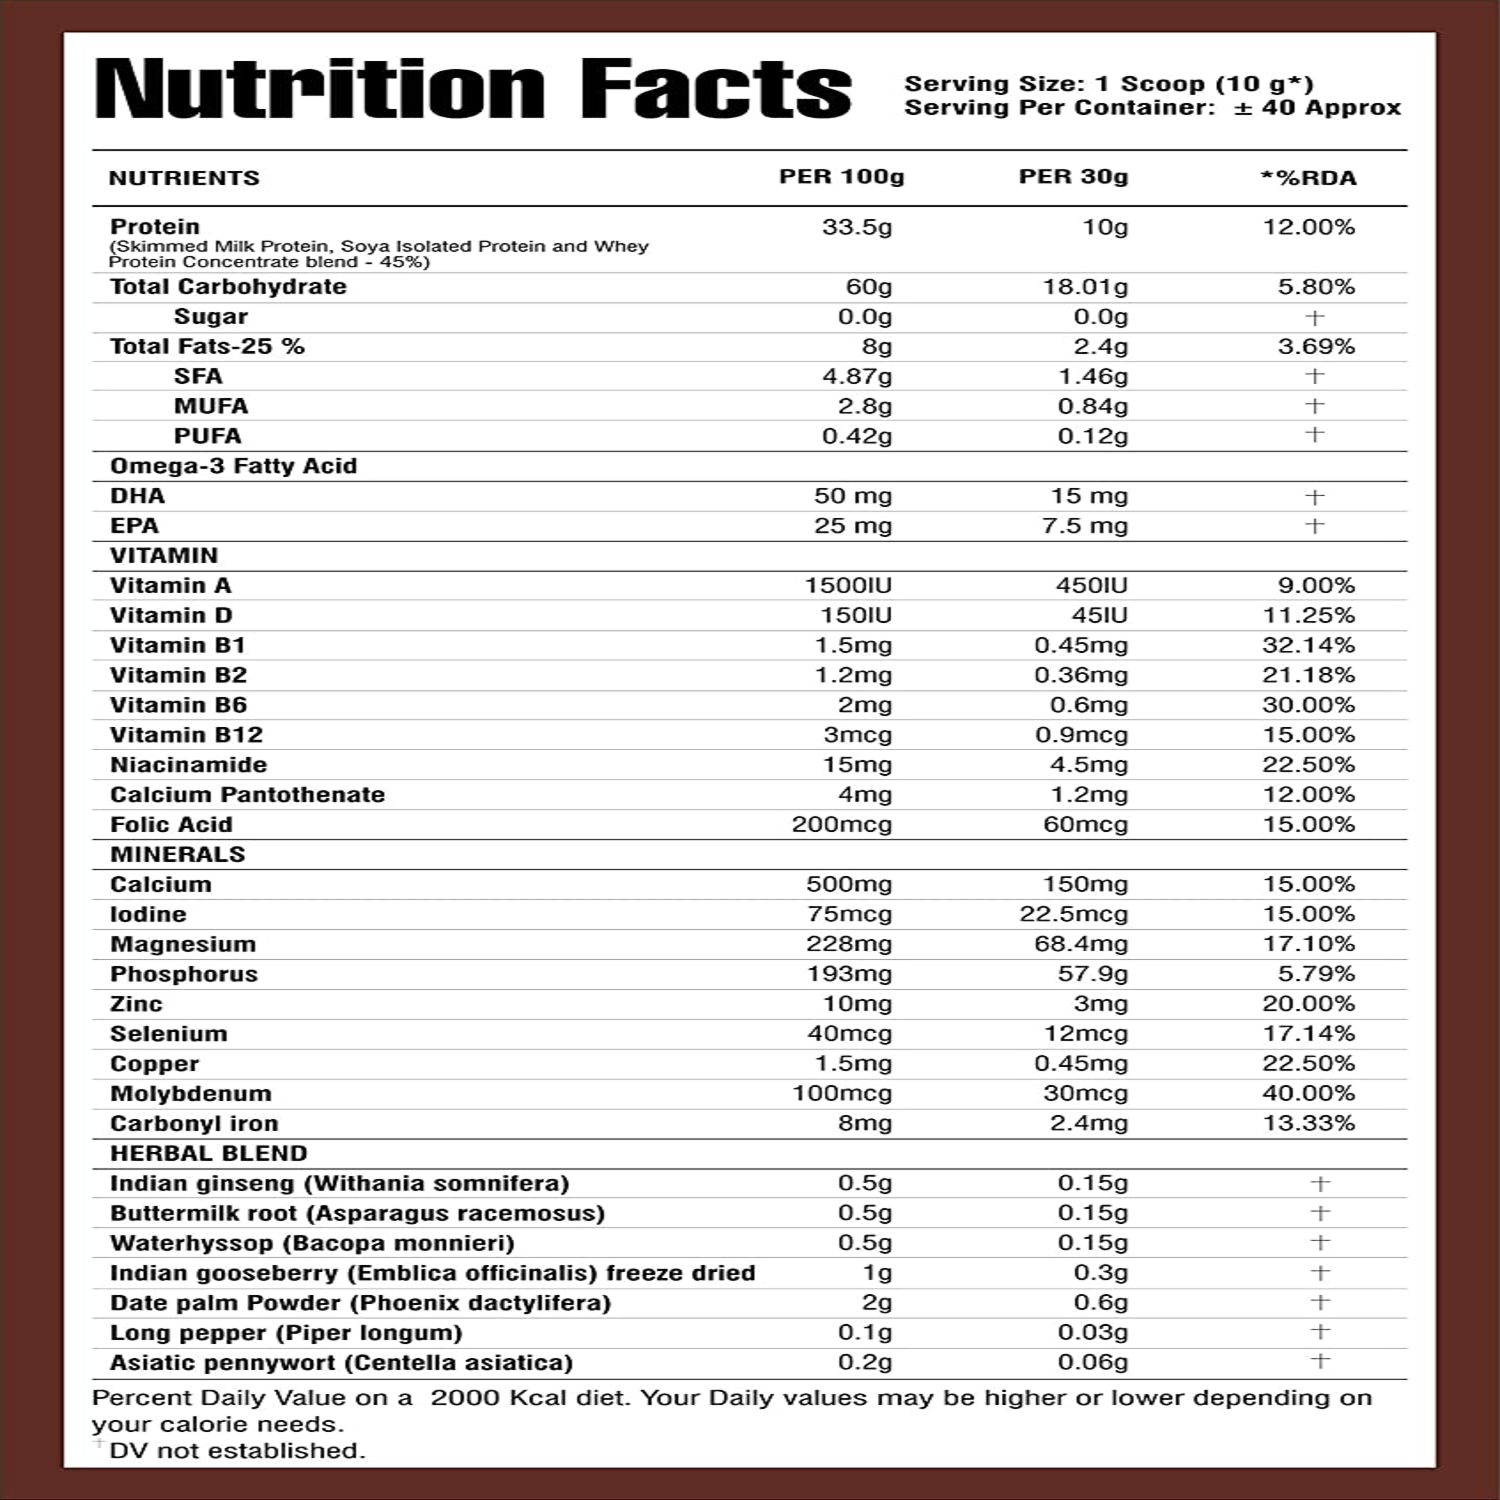 Nutrition Facts
Serving Size: 1 Scoop (10 g*)
Serving Per Container: ± 40 Approx
NUTRIENTS PER 100g PER 30g *%RDA
Protein 33.5g 10g 12.00%
(Skimmed Milk Protein, Soya Isolated Protein and Whey
Protein Concentrate blend - 45%)
Total Carbohydrate 60g 18.01g 5.80%
Sugar 0.0g 0.0g †
Total Fats-25 % 8g 2.4g 3.69%
SFA 4.87g 1.46g †
MUFA 2.8g 0.84g †
PUFA 0.42g 0.12g †
Omega-3 Fatty Acid
DHA 50 mg 15 mg †
EPA 25 mg 7.5 mg †
VITAMIN
Vitamin A 1500IU 450IU 9.00%
Vitamin D 150IU 45IU 11.25%
Vitamin B1 1.5mg 0.45mg 32.14%
Vitamin B2 1.2mg 0.36mg 21.18%
Vitamin B6 2mg 0.6mg 30.00%
Vitamin B12 3mcg 0.9mcg 15.00%
Niacinamide 15mg 4.5mg 22.50%
Calcium Pantothenate 4mg 1.2mg 12.00%
Folic Acid 200mcg 60mcg 15.00%
MINERALS
Calcium 500mg 150mg 15.00%
Iodine 75mcg 22.5mcg 15.00%
Magnesium 228mg 68.4mg 17.10%
Phosphorus 193mg 57.9g 5.79%
Zinc 10mg 3mg 20.00%
Selenium 40mcg 12mcg 17.14%
Copper 1.5mg 0.45mg 22.50%
Molybdenum 100mcg 30mcg 40.00%
Carbonyl iron 8mg 2.4mg 13.33%
HERBAL BLEND
Indian ginseng (Withania somnifera) 0.5g 0.15g †
Buttermilk root (Asparagus racemosus) 0.5g 0.15g †
Waterhyssop (Bacopa monnieri) 0.5g 0.15g †
Indian gooseberry (Emblica officinalis) freeze dried 1g 0.3g †
Date palm Powder (Phoenix dactylifera) 2g 0.6g †
Long pepper (Piper longum) 0.1g 0.03g †
Asiatic pennywort (Centella asiatica) 0.2g 0.06g †
Percent Daily Value on a 2000 Kcal diet. Your Daily values may be higher or lower depending on
your calorie needs.
†DV not established.